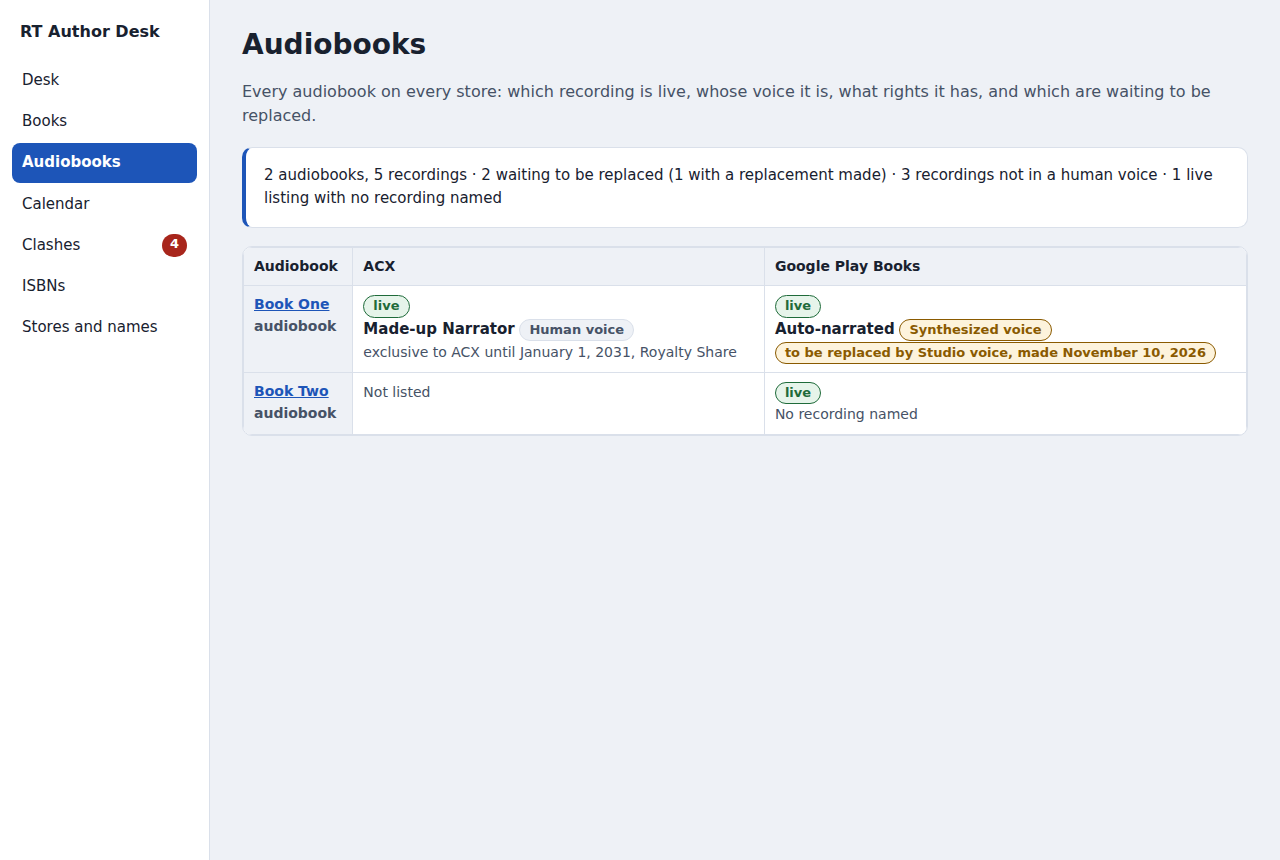 RT Author Desk
Desk
Books
Audiobooks
Calendar
Clashes 4
ISBNs
Stores and names
Audiobooks
Every audiobook on every store: which recording is live, whose voice it is, what rights it has, and which are waiting to be
replaced.
2 audiobooks, 5 recordings · 2 waiting to be replaced (1 with a replacement made) · 3 recordings not in a human voice · 1 live
listing with no recording named
Audiobook ACX Google Play Books
Book One
audiobook
live
Made-up Narrator Human voice
exclusive to ACX until January 1, 2031, Royalty Share
live
Auto-narrated Synthesized voice
to be replaced by Studio voice, made November 10, 2026
Book Two
audiobook
Not listed
live
No recording named